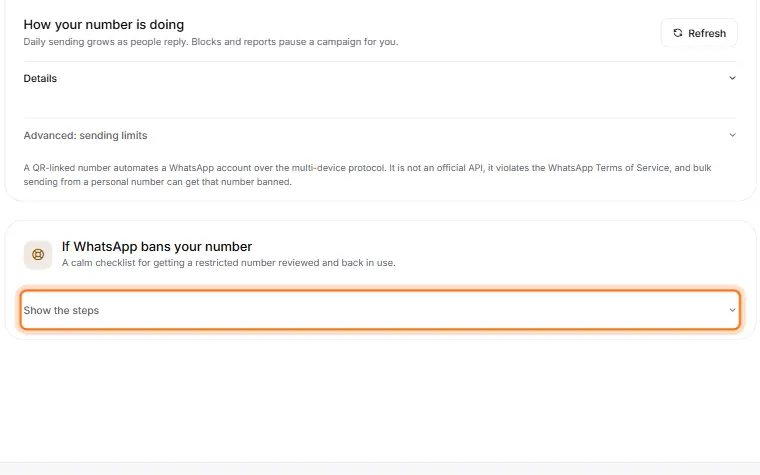 How your number is doing
Daily sending grows as people reply. Blocks and reports pause a campaign for you.
Refresh
Details
Advanced: sending limits
A QR-linked number automates a WhatsApp account over the multi-device protocol. It is not an official API, it violates the WhatsApp Terms of Service, and bulk
sending from a personal number can get that number banned.
If WhatsApp bans your number
A calm checklist for getting a restricted number reviewed and back in use.
Show the steps